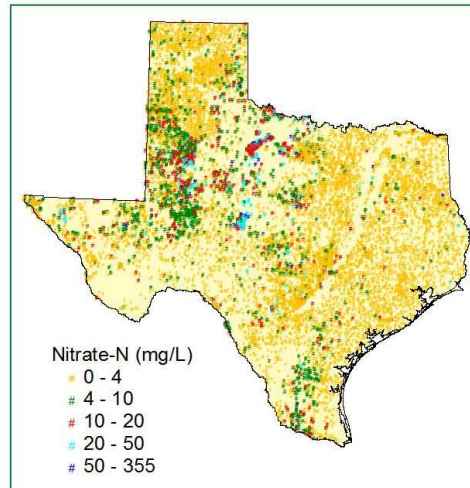 Nitrate-N (mg/L)
# 0 - 4
# 4 - 10
# 10 - 20
# 20 - 50
# 50 - 355